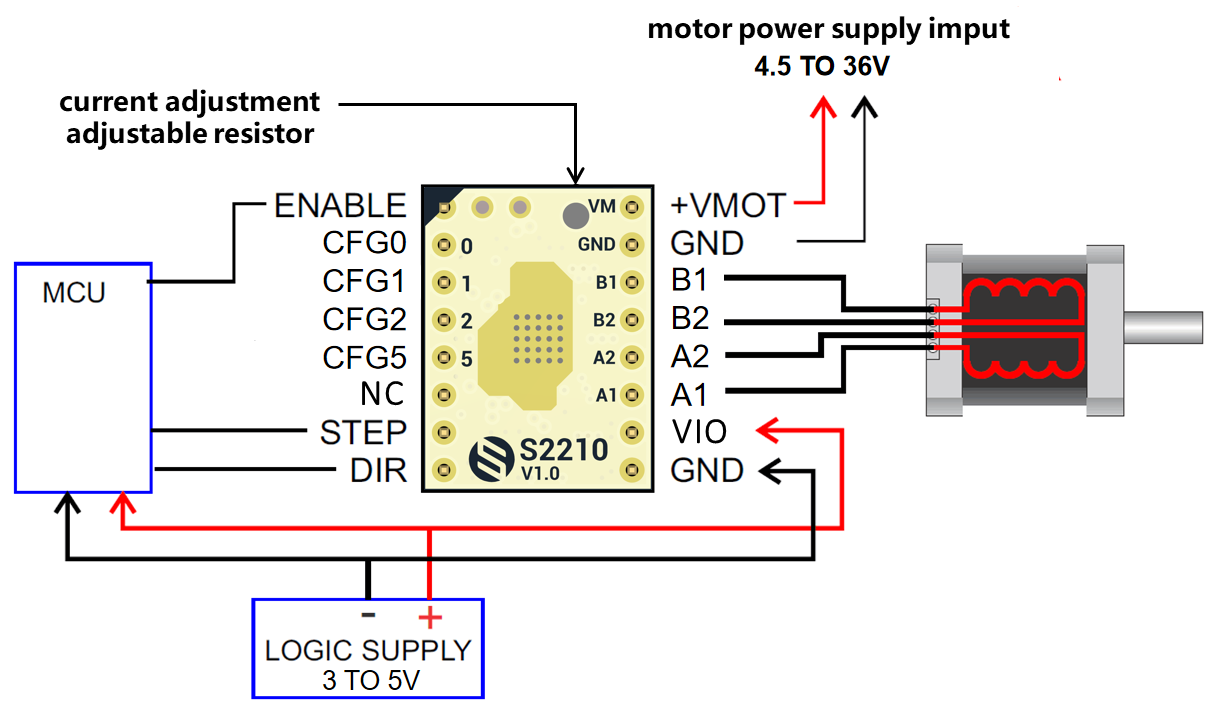 motor power supply imput
4.5 TO 36V
current adjustment
adjustable resistor
ENABLE
CFG0
CFG1
CFG2
CFG5
NC
STEP
DIR
MCU
0
1
2
5
VM
GND
B1
B2
A2
A1
S2210
V1.0
+VMOT
GND
B1
B2
A2
A1
VIO
GND
- +
LOGIC SUPPLY
3 TO 5V